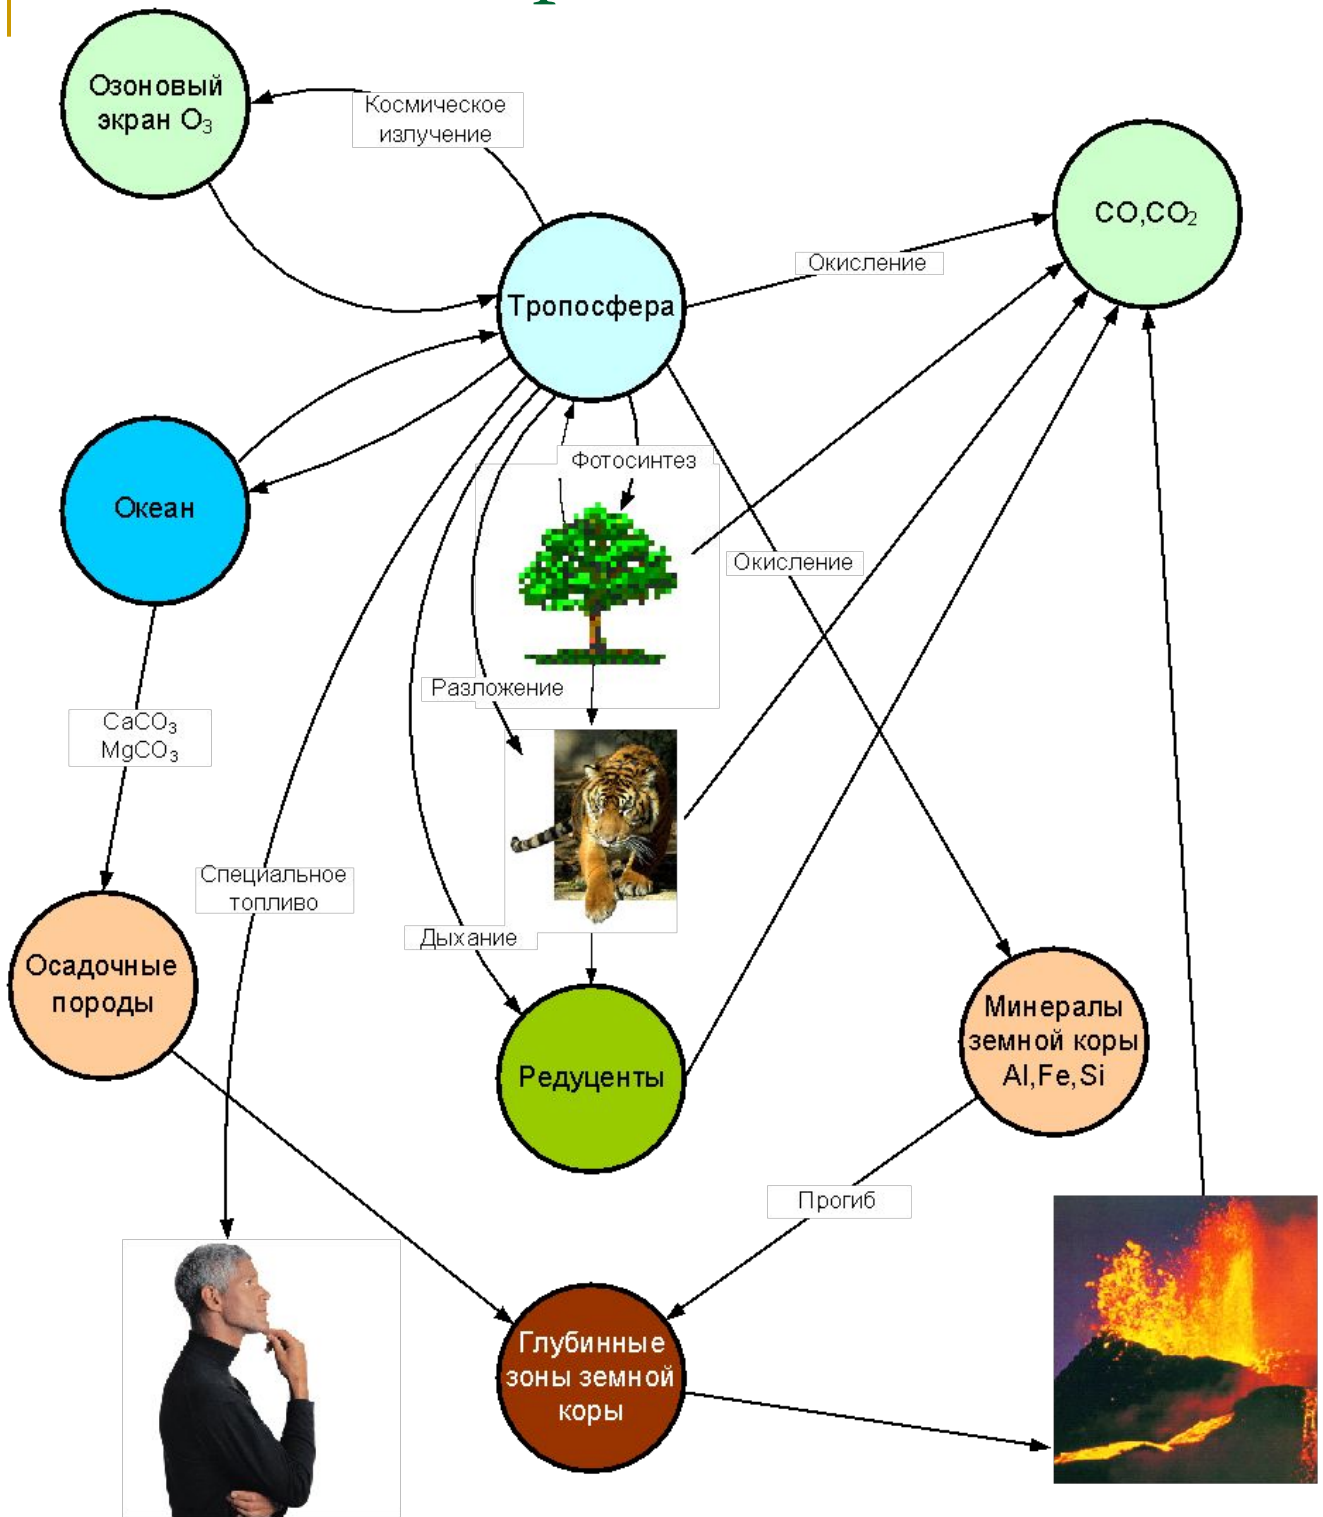 Озоновый
экран O₃
Космическое
излучение
CO,CO₂
Окисление
Тропосфера
Фотосинтез
Океан
Окисление
Разложение
CaCO₃
MgCO₃
Специальное
топливо
Дыхание
Осадочные
породы
Минералы
земной коры
Al,Fe,Si
Редуценты
Прогиб
Глубинные
зоны земной
коры